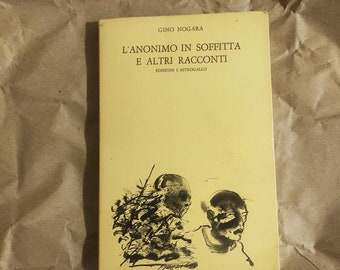 GINO NOGARA
L'ANONIMO IN SOFFITTA
E ALTRI RACCONTI
EDIZIONI L'ASTROGALLO